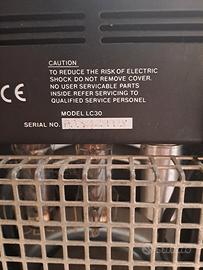 CAUTION
TO REDUCE THE RISK OF ELECTRIC
SHOCK DO NOT REMOVE COVER.
NO USER SERVICABLE PARTS
INSIDE.REFER SERVICING TO
QUALIFIED SERVICE PERSONEL
CE
MODEL LC30
SERIAL NO.
subito